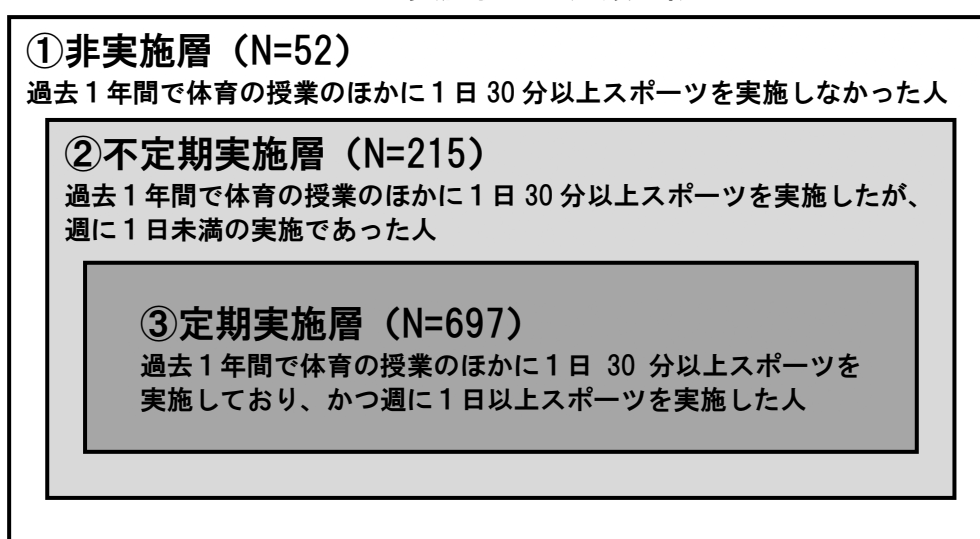 ①非実施層（N=52）
過去１年間で体育の授業のほかに１日 30 分以上スポーツを実施しなかった人
②不定期実施層（N=215）
過去１年間で体育の授業のほかに１日 30 分以上スポーツを実施したが、
週に１日未満の実施であった人
③定期実施層（N=697）
過去１年間で体育の授業のほかに１日 30 分以上スポーツを
実施しており、かつ週に１日以上スポーツを実施した人